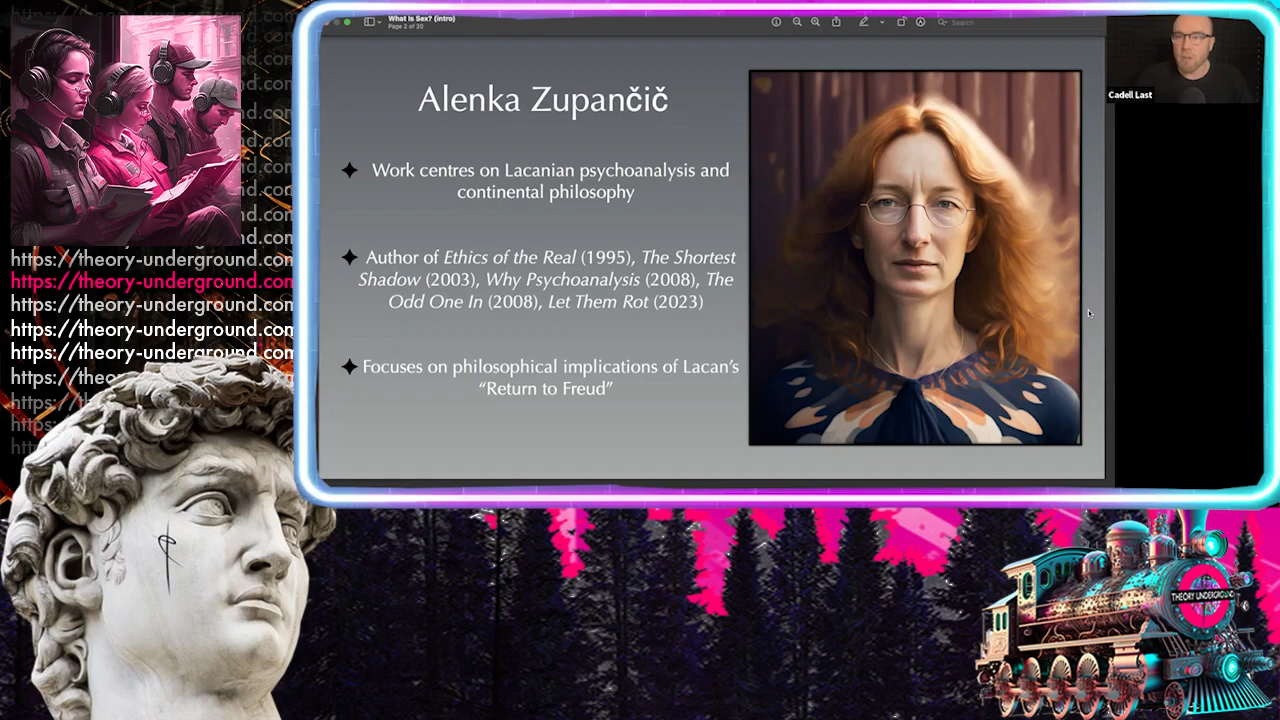 https://theory-underground.com
https://theory-underground.com
https://theory-underground.com
https://theory-underground.com
https://theory-underground.com
What is Sex? (intro)
Page 2 of 20
Search
Alenka Zupančič
✦ Work centres on Lacanian psychoanalysis and
continental philosophy
✦ Author of Ethics of the Real (1995), The Shortest
Shadow (2003), Why Psychoanalysis (2008), The
Odd One In (2008), Let Them Rot (2023)
✦ Focuses on philosophical implications of Lacan's
“Return to Freud”
Cadell Last
THEORY UNDERGROUND